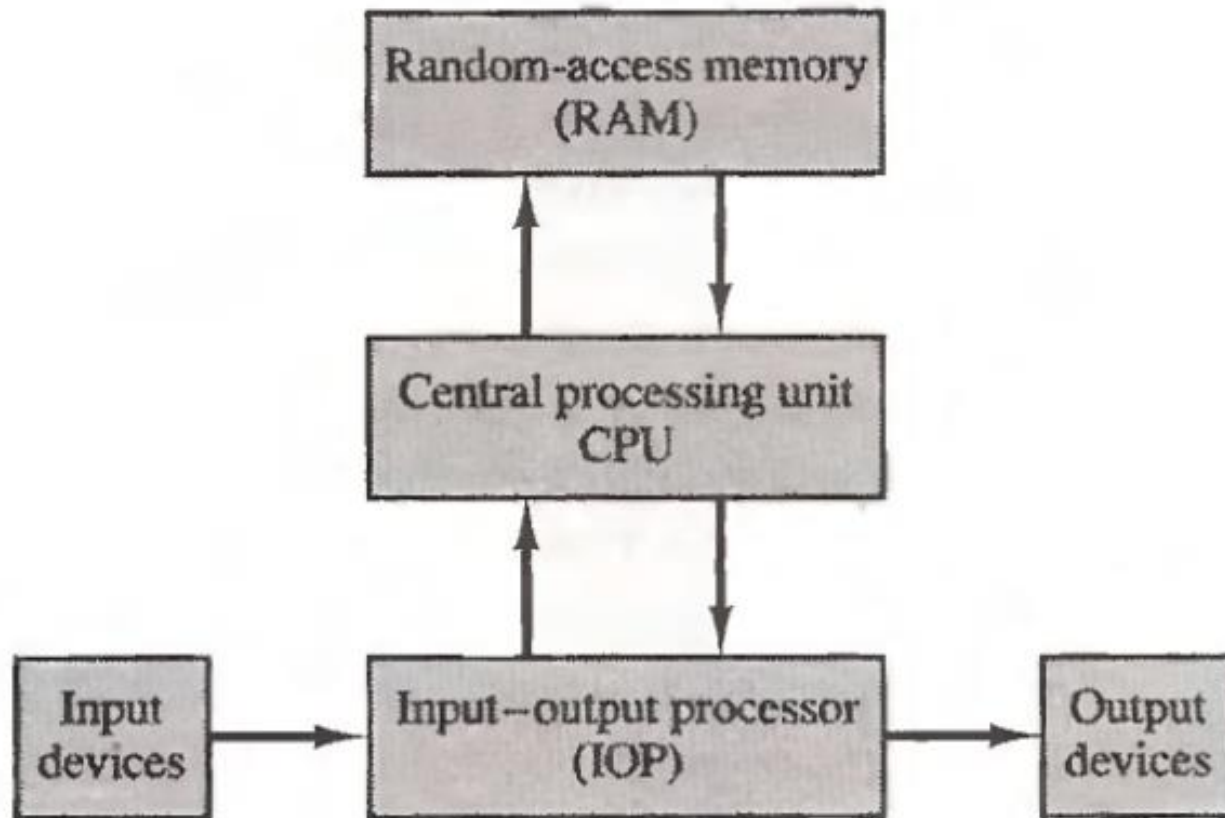 Random-access memory
(RAM)
Central processing unit
CPU
Input
devices
Input–output processor
(IOP)
Output
devices